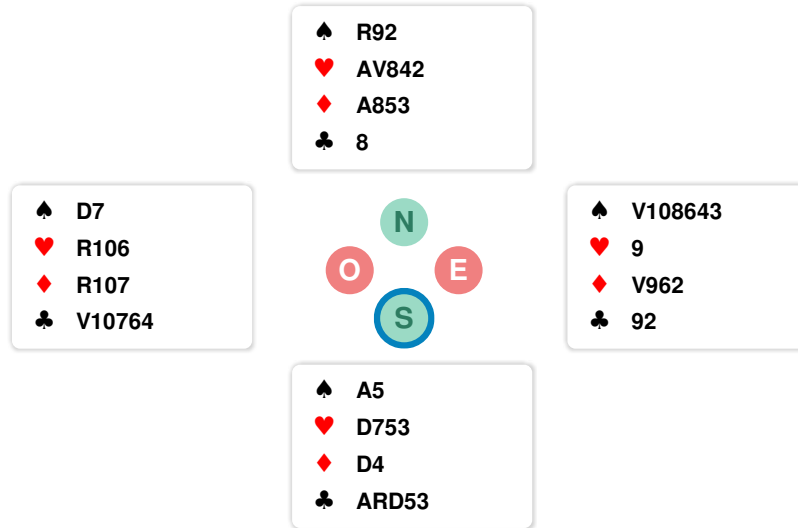 ♠ R92
♥ AV842
♦ A853
♣ 8
♠ D7
♥ R106
♦ R107
♣ V10764
N
O E
S
♠ V108643
♥ 9
♦ V962
♣ 92
♠ A5
♥ D753
♦ D4
♣ ARD53